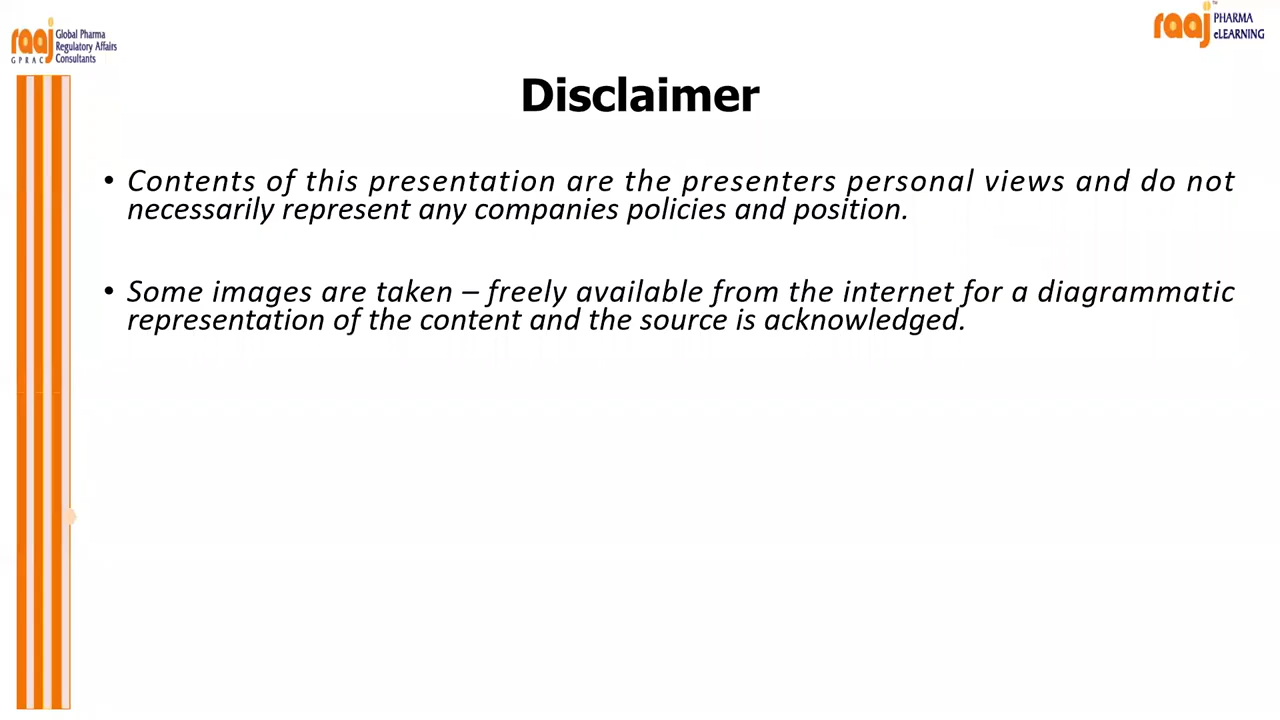 raaj
Global Pharma
Regulatory Affairs
Consultants
GPRAC
raaj™
PHARMA
eLEARNING
Disclaimer
• Contents of this presentation are the presenters personal views and do not
necessarily represent any companies policies and position.
• Some images are taken – freely available from the internet for a diagrammatic
representation of the content and the source is acknowledged.